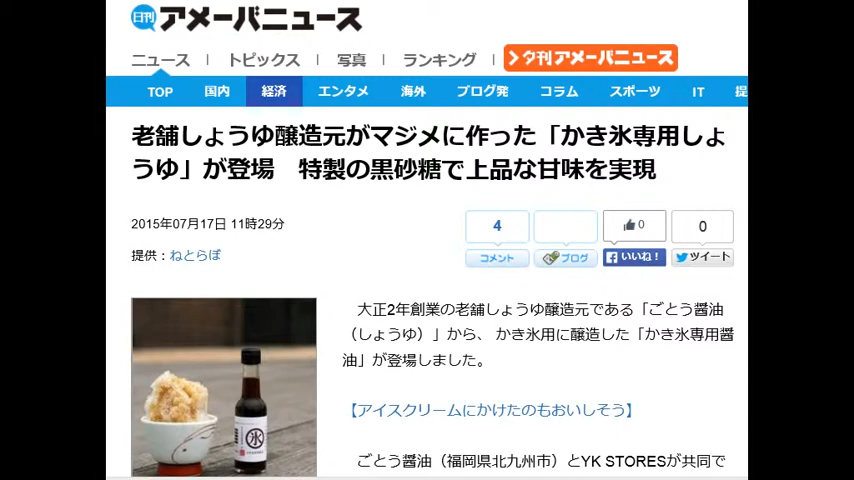 日刊 アメーバニュース
ニュース | トピックス | 写真 | ランキング | 夕刊アメーバニュース
TOP 国内 経済 エンタメ 海外 ブログ発 コラム スポーツ IT 提
老舗しょうゆ醸造元がマジメに作った「かき氷専用しょ
うゆ」が登場 特製の黒砂糖で上品な甘味を実現
2015年07月17日 11時29分
4 0 0
コメント ブログ いいね! ツイート
提供:ねとらぼ
大正2年創業の老舗しょうゆ醸造元である「ごとう醤油
(しょうゆ)」から、 かき氷用に醸造した「かき氷専用醤
油」が登場しました。
【アイスクリームにかけたのもおいしそう】
ごとう醤油(福岡県北九州市)とYK STORESが共同で
氷